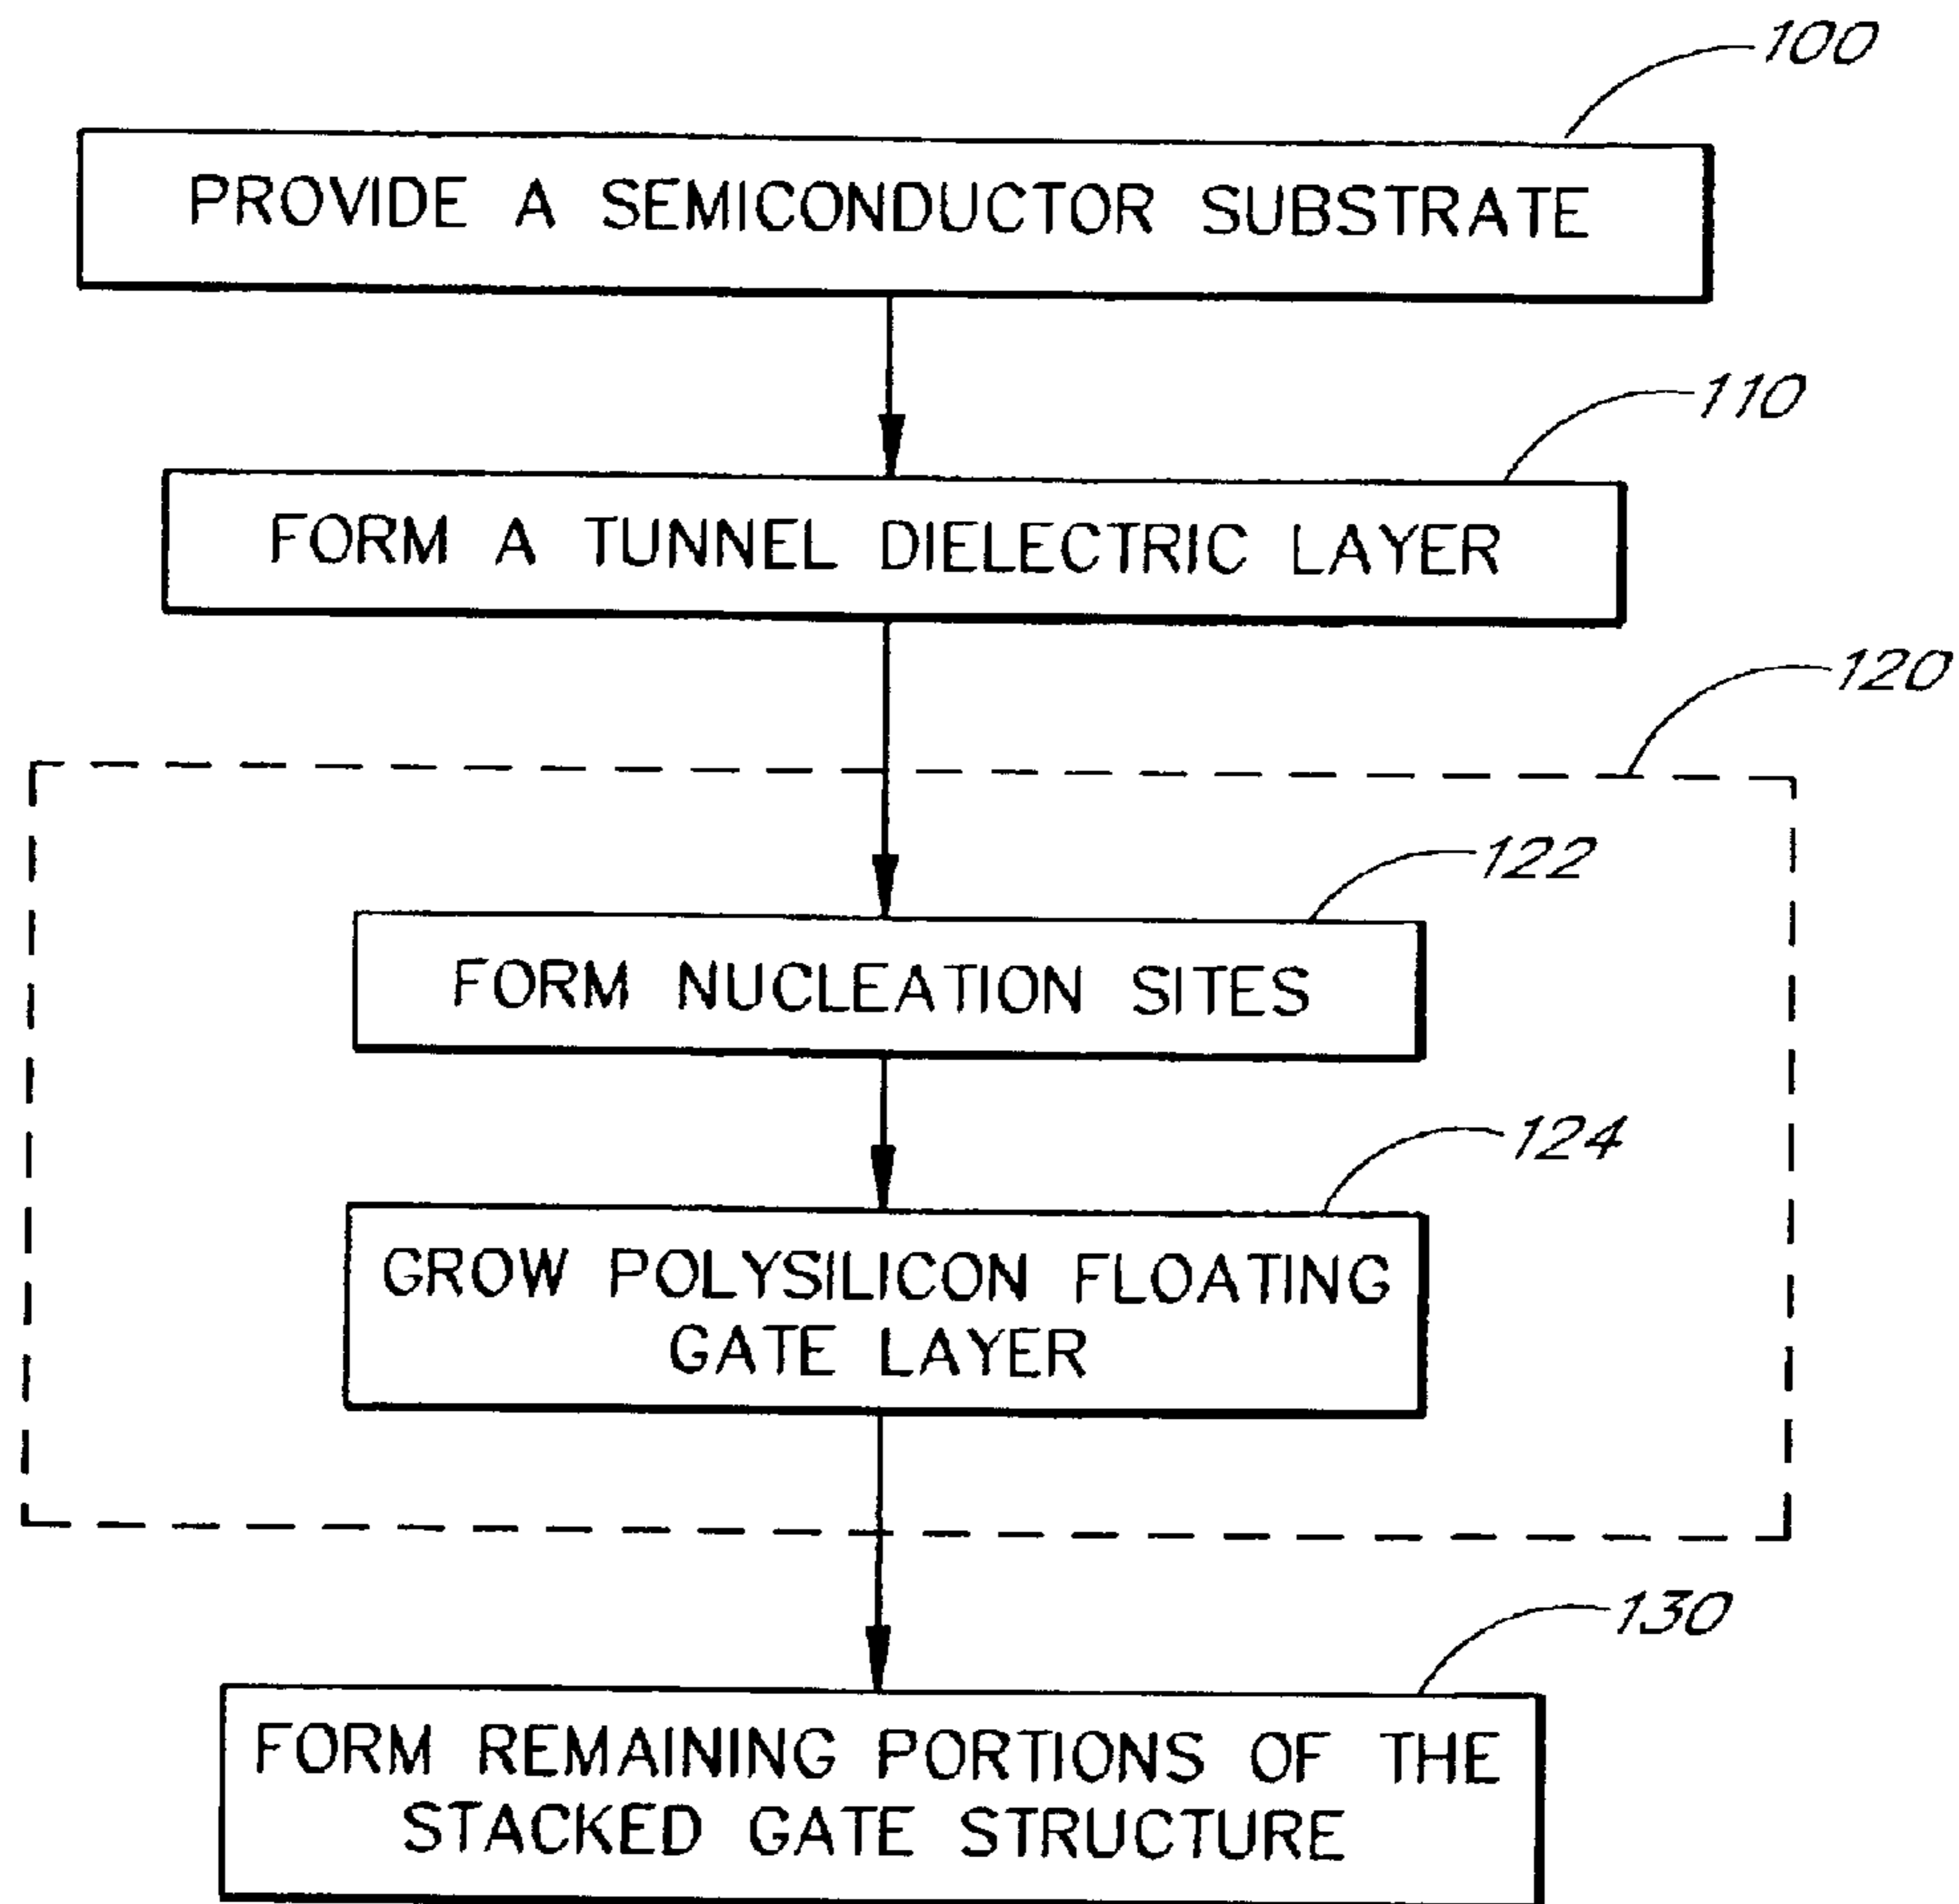 100
PROVIDE A SEMICONDUCTOR SUBSTRATE
110
FORM A TUNNEL DIELECTRIC LAYER
120
122
FORM NUCLEATION SITES
124
GROW POLYSILICON FLOATING
GATE LAYER
130
FORM REMAINING PORTIONS OF THE
STACKED GATE STRUCTURE